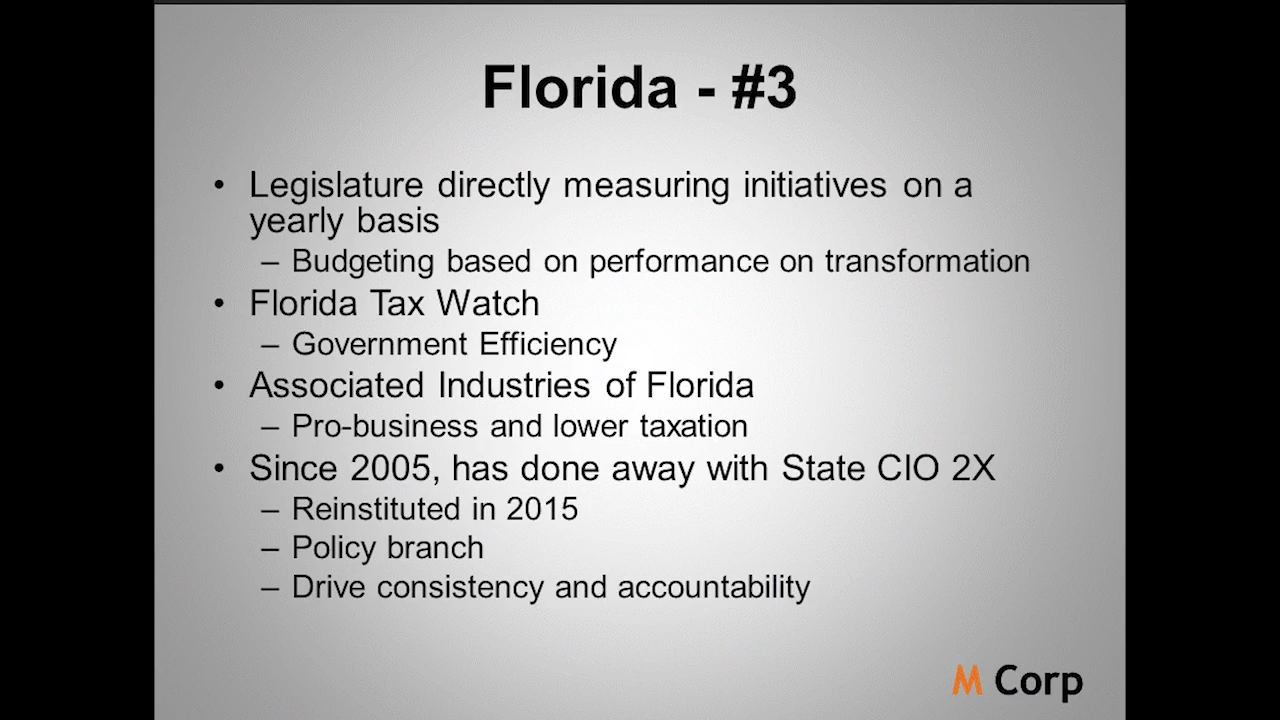 Florida - #3
• Legislature directly measuring initiatives on a
yearly basis
– Budgeting based on performance on transformation
• Florida Tax Watch
– Government Efficiency
• Associated Industries of Florida
– Pro-business and lower taxation
• Since 2005, has done away with State CIO 2X
– Reinstituted in 2015
– Policy branch
– Drive consistency and accountability
M Corp